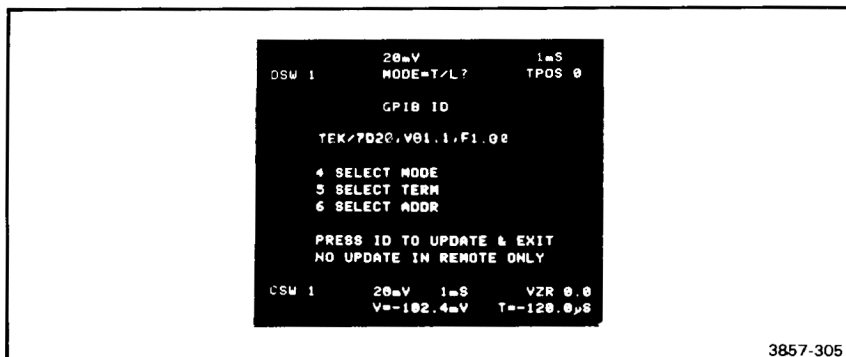 20mV 1mS
DSW 1 MODE=T/L? TPOS 0
GPIB ID
TEK/7D20,V81.1,F1.00
4 SELECT MODE
5 SELECT TERM
6 SELECT ADDR
PRESS ID TO UPDATE & EXIT
NO UPDATE IN REMOTE ONLY
CSW 1 20mV 1mS VZR 0.0
V=-102.4mV T=-120.0µS
3857-305